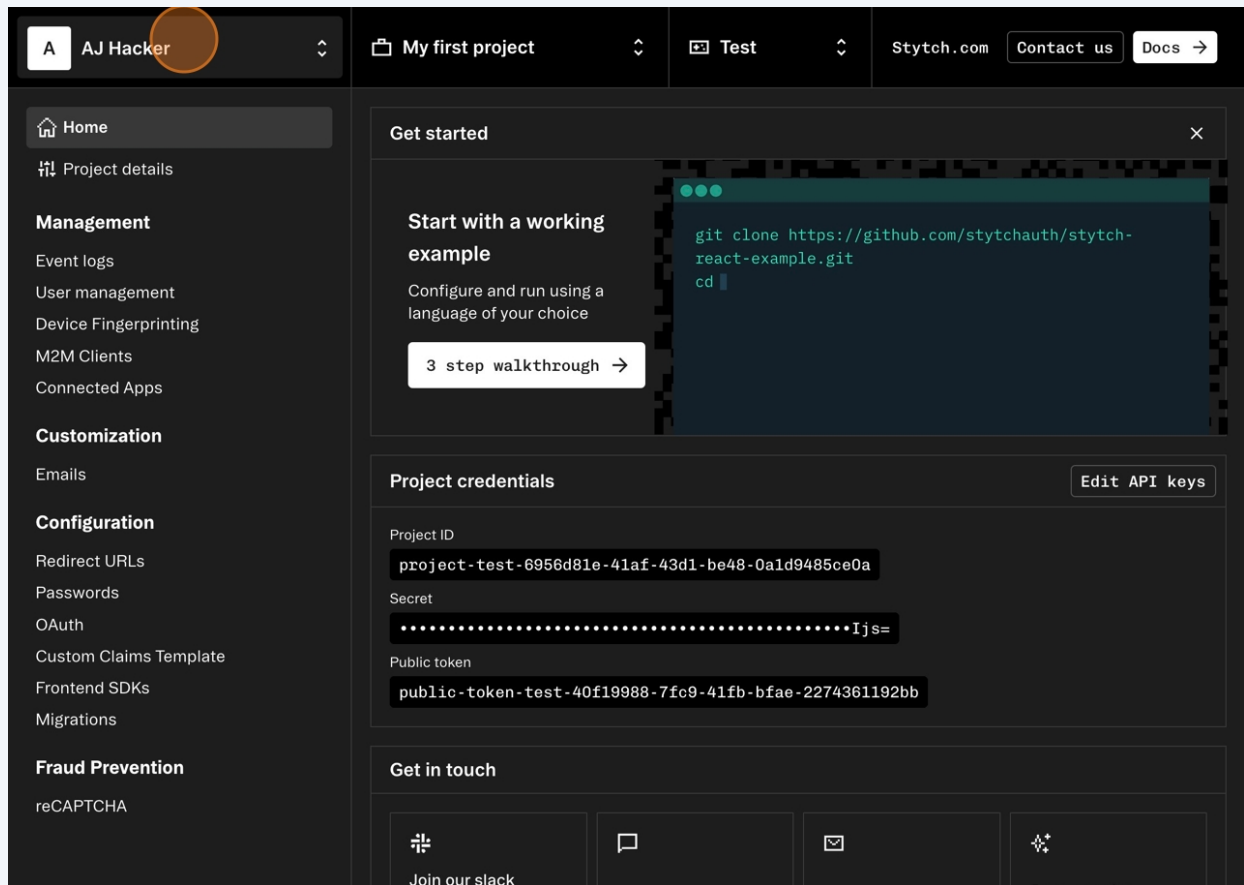 A AJ Hacker
My first project
Test
Stytch.com
Contact us
Docs →
Home
Project details
Management
Event logs
User management
Device Fingerprinting
M2M Clients
Connected Apps
Customization
Emails
Configuration
Redirect URLs
Passwords
OAuth
Custom Claims Template
Frontend SDKs
Migrations
Fraud Prevention
reCAPTCHA
Get started
Start with a working
example
Configure and run using a
language of your choice
3 step walkthrough →
git clone https://github.com/stytchauth/stytch-
react-example.git
cd
Project credentials
Edit API keys
Project ID
project-test-6956d81e-41af-43d1-be48-0a1d9485ce0a
Secret
•••••••••••••••••••••••••••••••••••••••••••••••Ijs=
Public token
public-token-test-40f19988-7fc9-41fb-bfae-2274361192bb
Get in touch
Join our slack